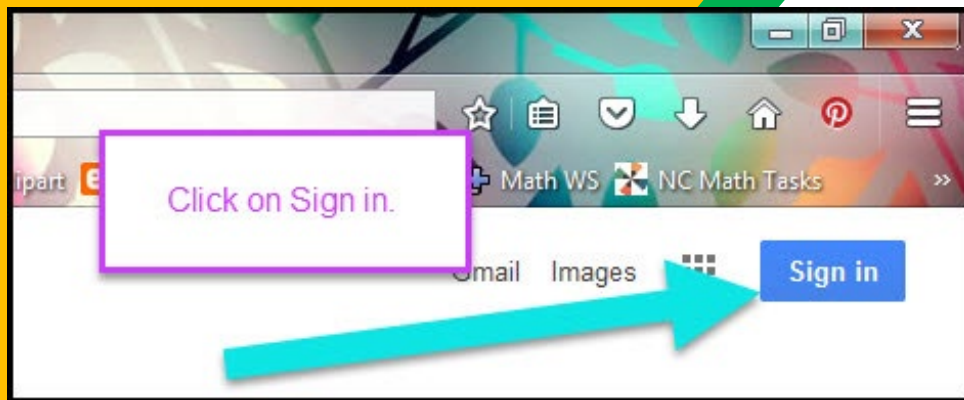 ipart
Math WS NC Math Tasks »
Click on Sign in.
Gmail Images Sign in